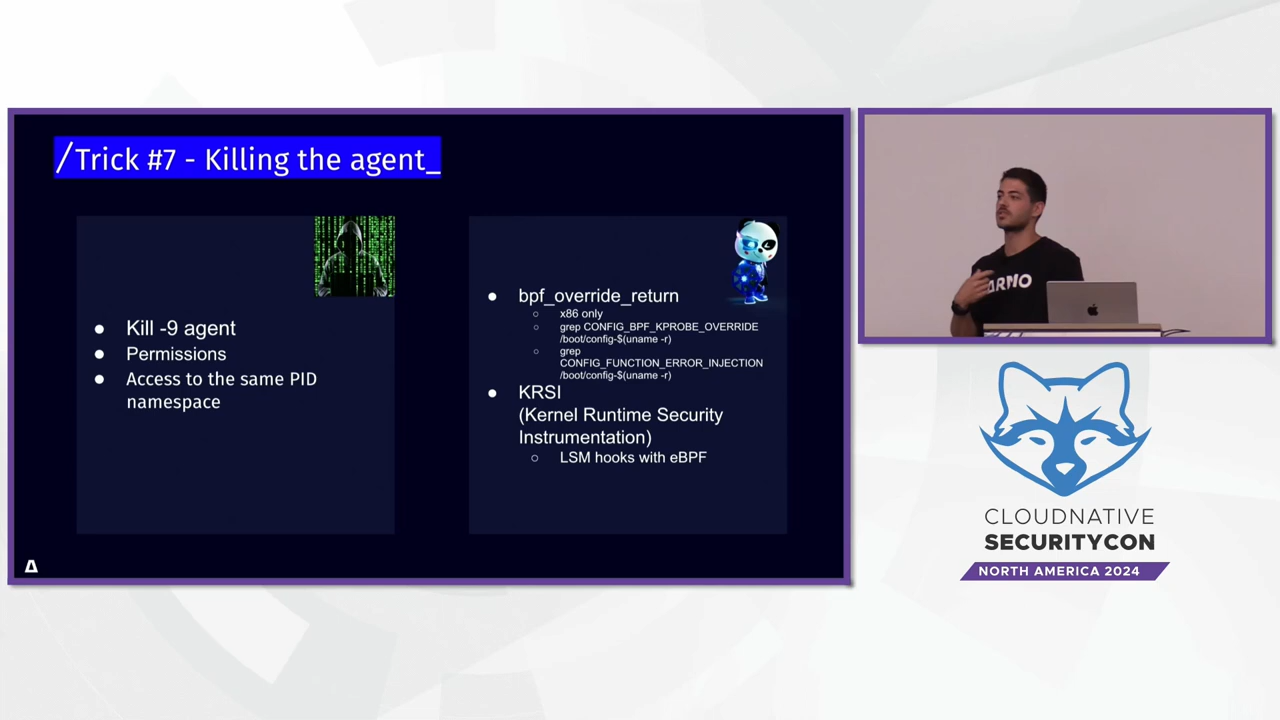 /Trick #7 - Killing the agent_
Kill -9 agent
Permissions
Access to the same PID
namespace
bpf_override_return
x86 only
grep CONFIG_BPF_KPROBE_OVERRIDE
/boot/config-$(uname -r)
grep
CONFIG_FUNCTION_ERROR_INJECTION
/boot/config-$(uname -r)
KRSI
(Kernel Runtime Security
Instrumentation)
LSM hooks with eBPF
CLOUDNATIVE
SECURITYCON
NORTH AMERICA 2024